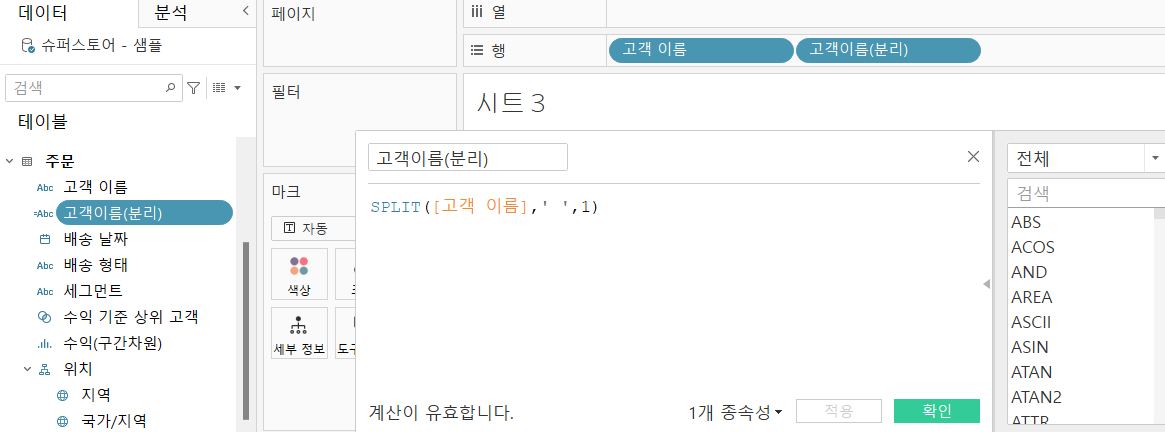 데이터
분석
슈퍼스토어 - 샘플
검색
테이블
주문
Abc 고객 이름
=Abc 고객이름(분리)
배송 날짜
Abc 배송 형태
Abc 세그먼트
수익 기준 상위 고객
수익(구간차원)
위치
지역
국가/지역
페이지
필터
마크
자동
색상
세부 정보
열
행
고객 이름
고객이름(분리)
시트 3
고객이름(분리)
SPLIT([고객 이름],' ',1)
계산이 유효합니다.
1개 종속성
적용
확인
전체
검색
ABS
ACOS
AND
AREA
ASCII
ASIN
ATAN
ATAN2
ATTR